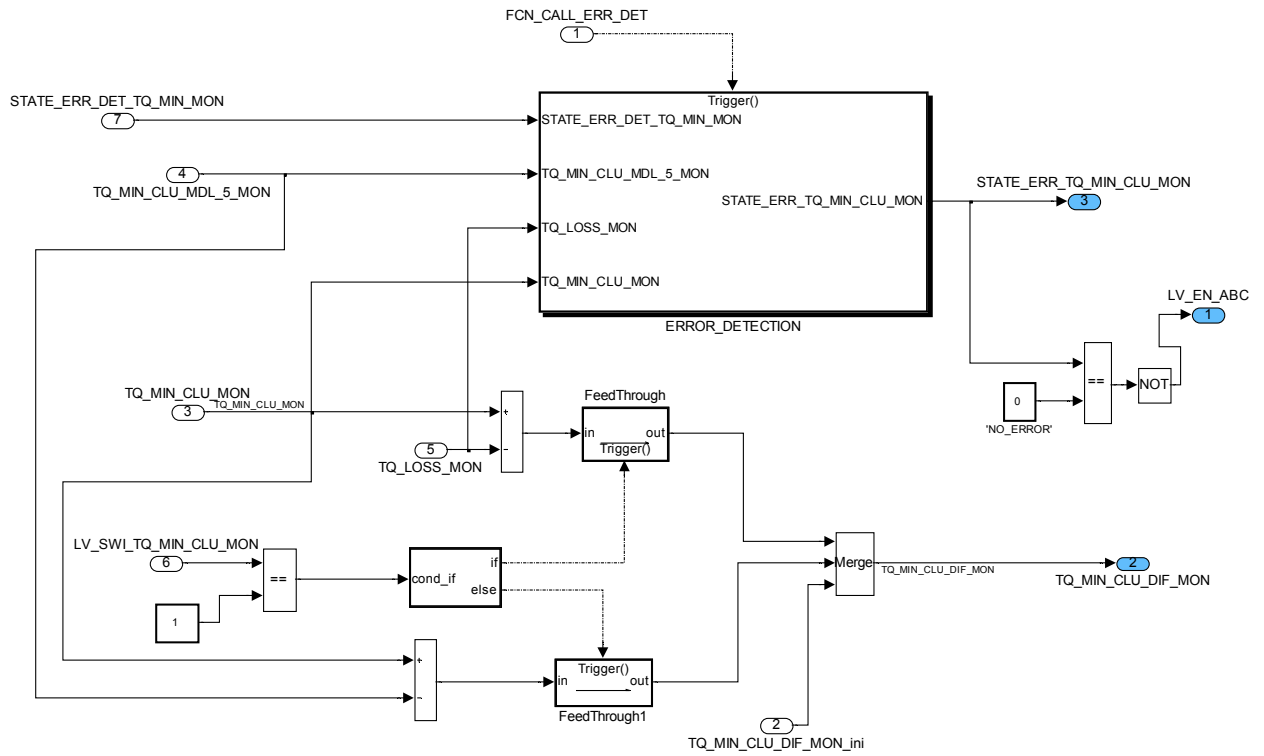 FCN_CALL_ERR_DET
1
Trigger()
STATE_ERR_DET_TQ_MIN_MON
7
STATE_ERR_DET_TQ_MIN_MON
4
TQ_MIN_CLU_MDL_5_MON
TQ_MIN_CLU_MDL_5_MON
STATE_ERR_TQ_MIN_CLU_MON
STATE_ERR_TQ_MIN_CLU_MON
3
TQ_LOSS_MON
TQ_MIN_CLU_MON
ERROR_DETECTION
LV_EN_ABC
1
==
NOT
0
'NO_ERROR'
TQ_MIN_CLU_MON
3
TQ_MIN_CLU_MON
+
-
5
TQ_LOSS_MON
FeedThrough
in
out
Trigger()
LV_SWI_TQ_MIN_CLU_MON
6
==
1
cond_if
if
else
Merge
TQ_MIN_CLU_DIF_MON
2
TQ_MIN_CLU_DIF_MON
+
-
Trigger()
in
out
FeedThrough1
2
TQ_MIN_CLU_DIF_MON_ini